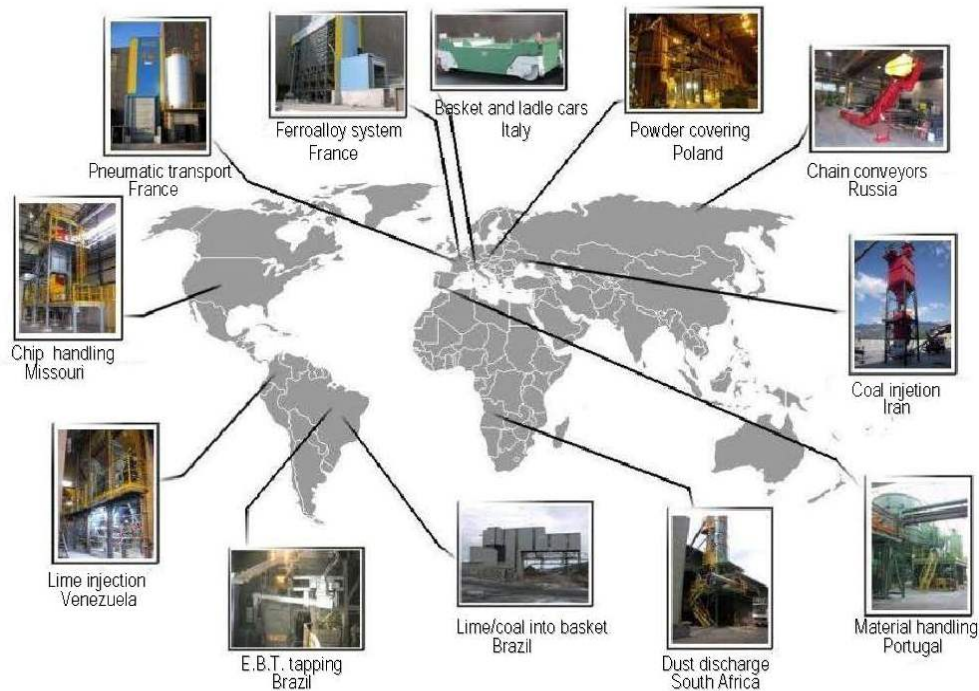 Pneumatic transport
France
Ferroalloy system
France
Basket and ladle cars
Italy
Powder covering
Poland
Chain conveyors
Russia
Chip handling
Missouri
Coal injetion
Iran
Lime injection
Venezuela
E.B.T. tapping
Brazil
Lime/coal into basket
Brazil
Dust discharge
South Africa
Material handling
Portugal